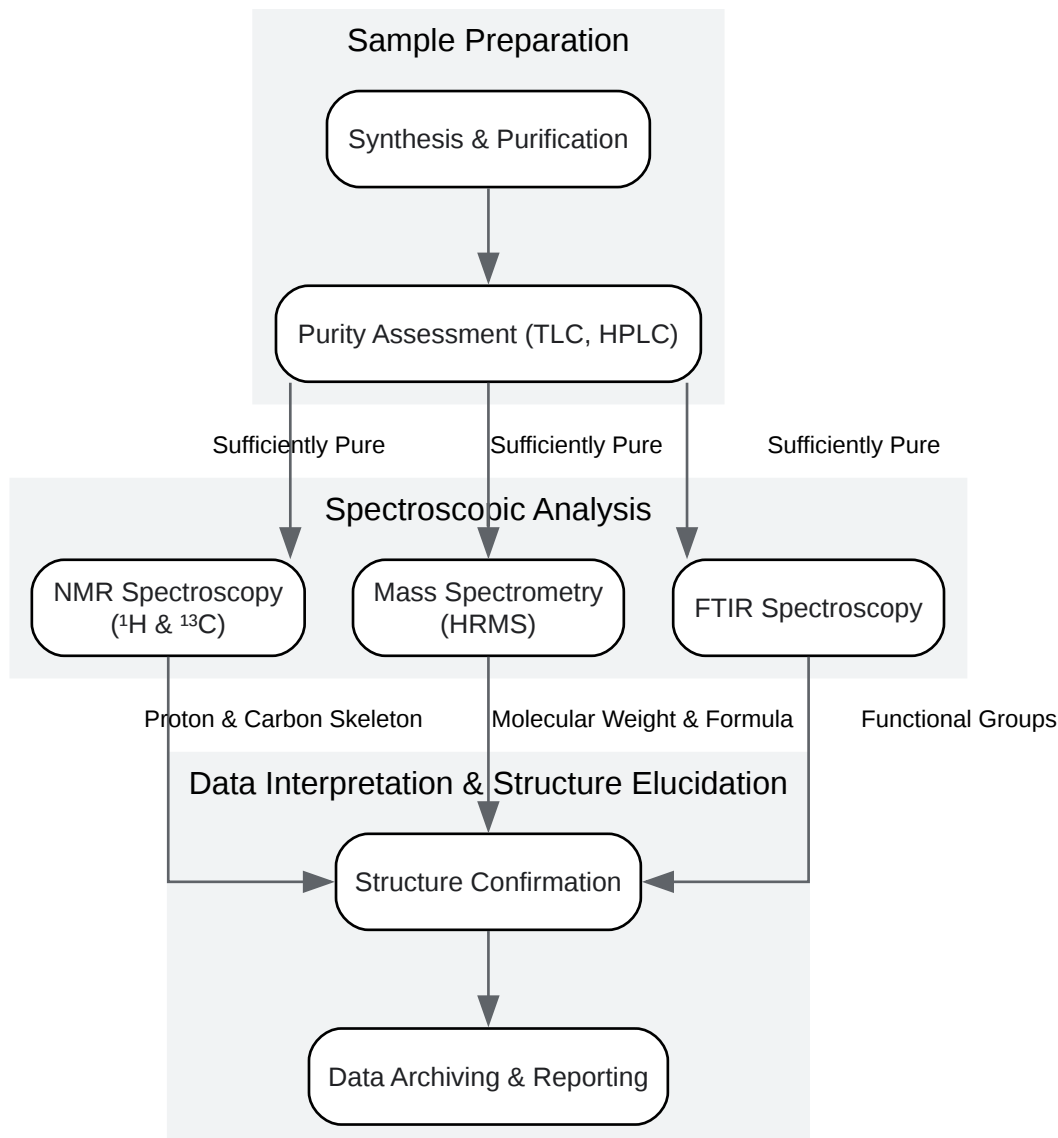 Sample Preparation
Synthesis & Purification
Purity Assessment (TLC, HPLC)
Sufficiently Pure
Sufficiently Pure
Sufficiently Pure
Spectroscopic Analysis
NMR Spectroscopy
(¹H & ¹³C)
Mass Spectrometry
(HRMS)
FTIR Spectroscopy
Proton & Carbon Skeleton
Molecular Weight & Formula
Functional Groups
Data Interpretation & Structure Elucidation
Structure Confirmation
Data Archiving & Reporting